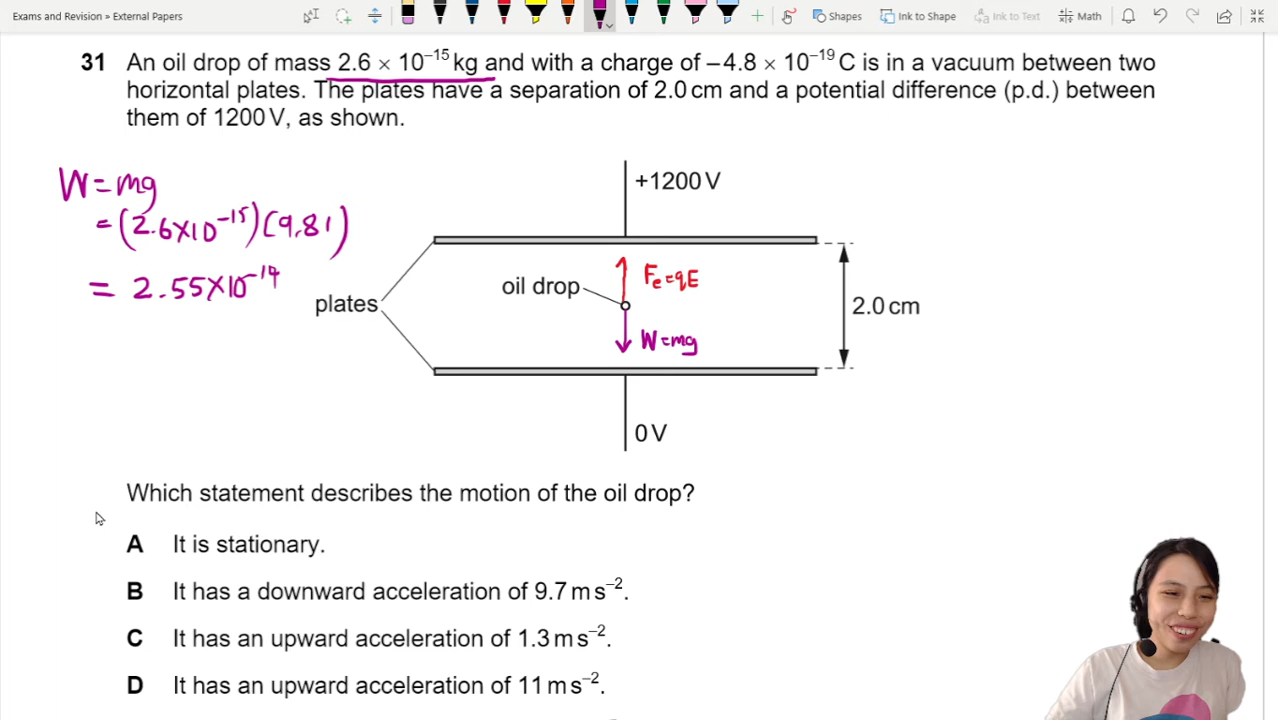 Exams and Revision » External Papers
Shapes
Ink to Shape
Ink to Text
Math
31 An oil drop of mass 2.6 × 10⁻¹⁵ kg and with a charge of −4.8 × 10⁻¹⁹ C is in a vacuum between two
horizontal plates. The plates have a separation of 2.0 cm and a potential difference (p.d.) between
them of 1200 V, as shown.
W=mg
=(2.6×10⁻¹⁵)(9.81)
= 2.55×10⁻¹⁴
+1200 V
oil drop
Fe=qE
plates
2.0 cm
W=mg
0 V
Which statement describes the motion of the oil drop?
A It is stationary.
B It has a downward acceleration of 9.7 m s⁻².
C It has an upward acceleration of 1.3 m s⁻².
D It has an upward acceleration of 11 m s⁻².